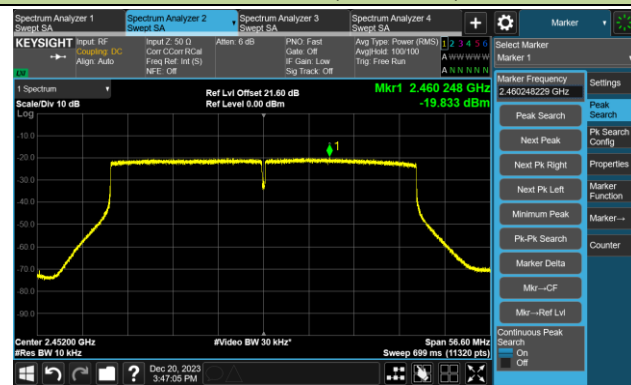 Spectrum Analyzer 1
Swept SA
Spectrum Analyzer 2
Swept SA
Spectrum Analyzer 3
Swept SA
Spectrum Analyzer 4
Swept SA
Marker
KEYSIGHT
Input: RF
Coupling: DC
Align: Auto
Input Z: 50 Ω
Corr CCorr RCal
Freq Ref: Int (S)
NFE: Off
Atten: 6 dB
PNO: Fast
Gate: Off
IF Gain: Low
Sig Track: Off
Avg Type: Power (RMS)
Avg|Hold: 100/100
Trig: Free Run
1 2 3 4 5 6
A W W W W W
A N N N N N
LXI
1 Spectrum
Scale/Div 10 dB
Log
Ref Lvl Offset 21.60 dB
Ref Level 0.00 dBm
Mkr1 2.460 248 GHz
-19.833 dBm
1
-10.0
-20.0
-30.0
-40.0
-50.0
-60.0
-70.0
-80.0
-90.0
Center 2.45200 GHz
#Res BW 10 kHz
#Video BW 30 kHz*
Span 56.60 MHz
Sweep 699 ms (11320 pts)
Dec 20, 2023
3:47:05 PM
Select Marker
Marker 1
Marker Frequency
2.460248229 GHz
Peak Search
Next Peak
Next Pk Right
Next Pk Left
Minimum Peak
Pk-Pk Search
Marker Delta
Mkr→CF
Mkr→Ref Lvl
Continuous Peak
Search
On
Off
Settings
Peak
Search
Pk Search
Config
Properties
Marker
Function
Marker→
Counter